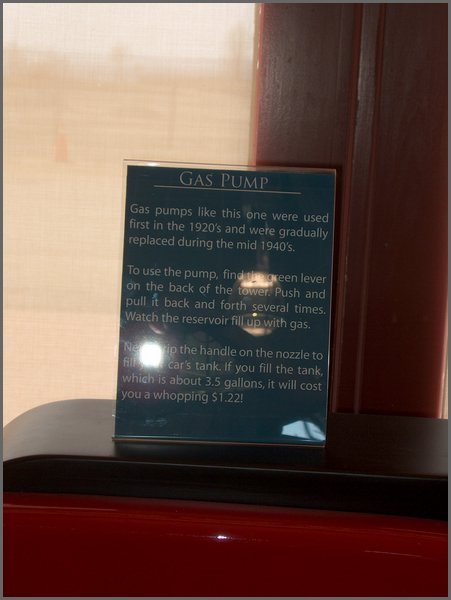 GAS PUMP
Gas pumps like this one were used
first in the 1920's and were gradually
replaced during the mid 1940's.
To use the pump, find the green lever
on the back of the tower. Push and
pull it back and forth several times.
Watch the reservoir fill up with gas.
the handle on the nozzle to
car's tank. If you fill the tank,
which is about 3.5 gallons, it will cost
you a whopping $1.22!